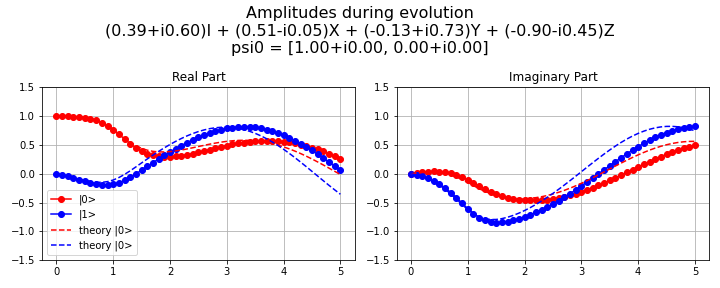 Amplitudes during evolution
(0.39+i0.60)I + (0.51-i0.05)X + (-0.13+i0.73)Y + (-0.90-i0.45)Z
psi0 = [1.00+i0.00, 0.00+i0.00]
Real Part
1.5
1.0
0.5
0.0
−0.5
−1.0
−1.5
|0>
|1>
theory |0>
theory |0>
0 1 2 3 4 5
Imaginary Part
1.5
1.0
0.5
0.0
−0.5
−1.0
−1.5
0 1 2 3 4 5